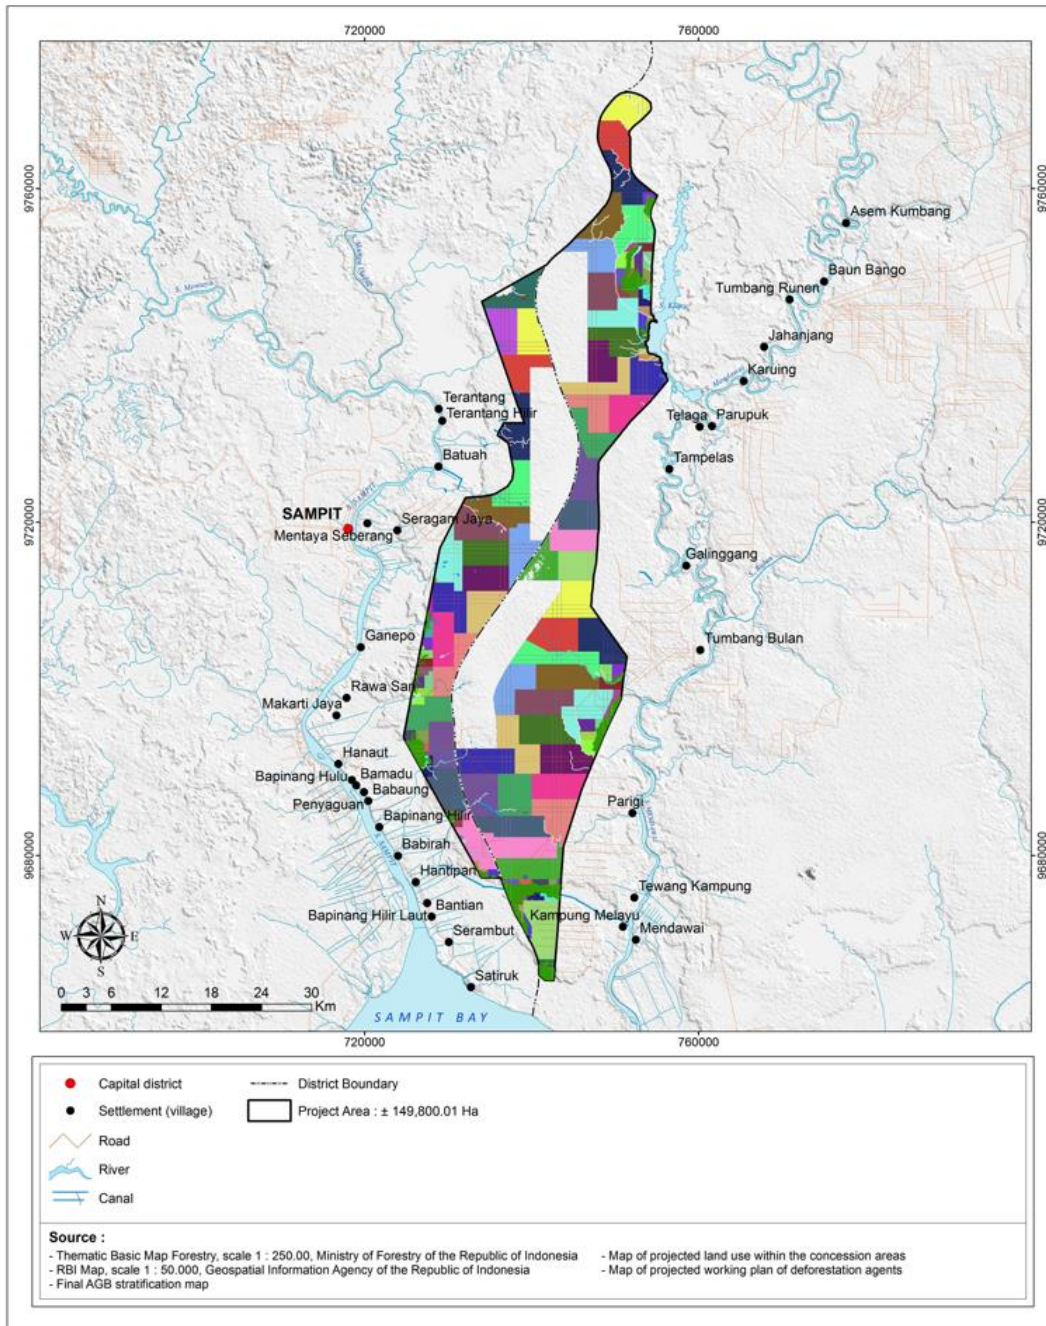 720000
760000
9760000
9760000
Asem Kumbang
Baun Bango
Tumbang Runen
Jahanjang
Karuing
Terantang
Terantang Hilir
Telaga
Parupuk
Batuah
Tampelas
SAMPIT
9720000
9720000
Seragam Jaya
Mentaya Seberang
Galinggang
Ganepo
Tumbang Bulan
Rawa Sari
Makarti Jaya
Hanaut
Bapinang Hulu
Bamadu
Babaung
Penyaguan
Parigi
Bapinang Hilir
S. SAMPIT
Babirah
9680000
9680000
Hantipan
Tewang Kampung
Bantian
Bapinang Hilir Laut
Kampung Melayu
Serambut
Mendawai
N
W
E
S
Satiruk
0 3 6 12 18 24 30
Km
SAMPIT BAY
720000
760000
Capital district
District Boundary
Settlement (village)
Project Area : ± 149,800.01 Ha
Road
River
Canal
Source :
- Thematic Basic Map Forestry, scale 1 : 250.00, Ministry of Forestry of the Republic of Indonesia
- Map of projected land use within the concession areas
- RBI Map, scale 1 : 50.000, Geospatial Information Agency of the Republic of Indonesia
- Map of projected working plan of deforestation agents
- Final AGB stratification map